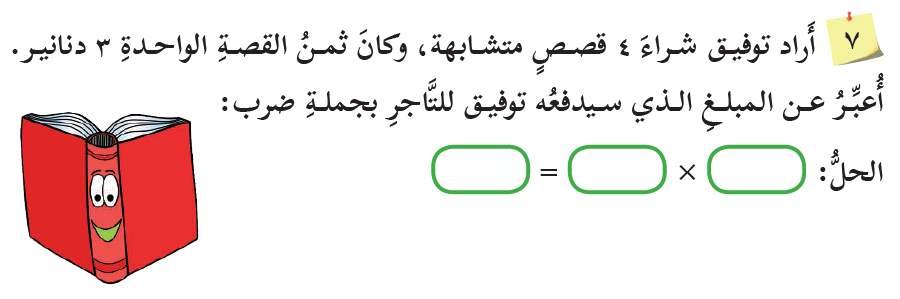 ٧ أَراد توفيق شراءَ ٤ قصصٍ متشابهة، وكانَ ثمنُ القصةِ الواحدةِ ٣ دنانير.
أُعبِّرُ عن المبلغِ الذي سيدفعُه توفيق للتَّاجرِ بجملةِ ضرب:
الحلُّ: × =